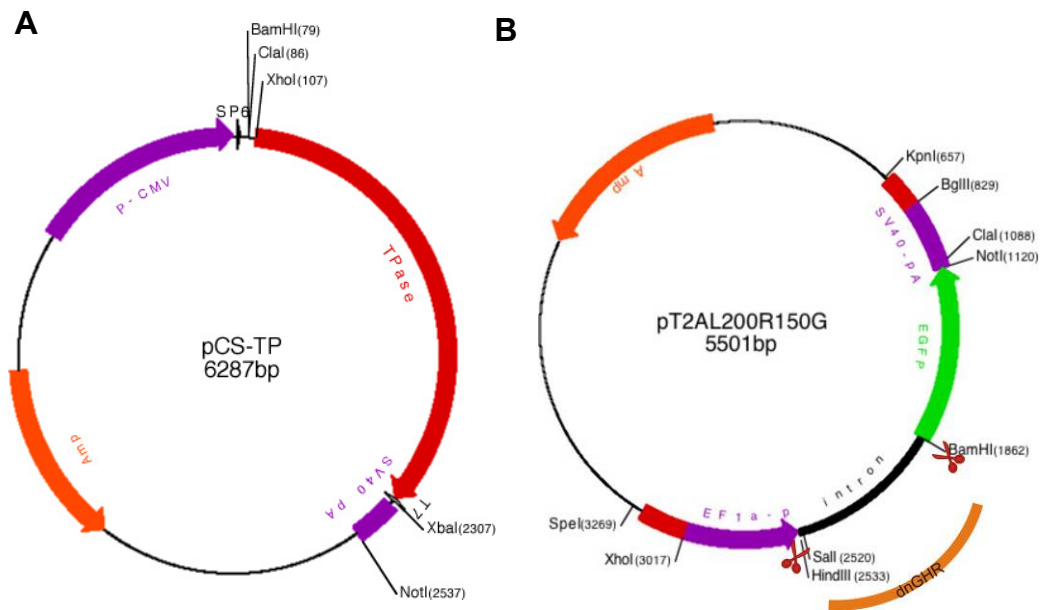 A
BamHI(79)
ClaI(86)
XhoI(107)
SP6
P-CMV
TPase
pCS-TP
6287bp
Amp
SV40 pA
T7
XbaI(2307)
NotI(2537)
B
Amp
KpnI(657)
BglII(829)
SV40-pA
ClaI(1088)
NotI(1120)
pT2AL200R150G
5501bp
EGFp
BamHI(1862)
intron
EF1a-p
SpeI(3269)
XhoI(3017)
SalI (2520)
HindIII (2533)
dnGHR